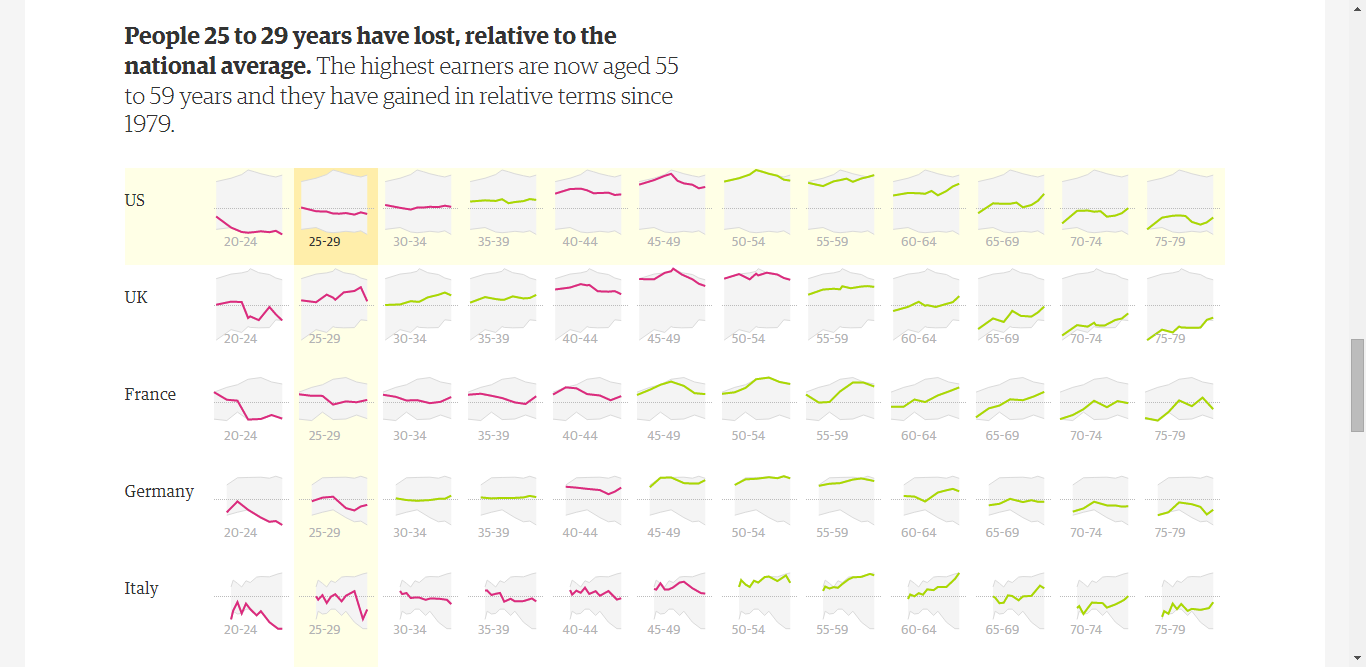 People 25 to 29 years have lost, relative to the
national average. The highest earners are now aged 55
to 59 years and they have gained in relative terms since
1979.
US
20-24 25-29 30-34 35-39 40-44 45-49 50-54 55-59 60-64 65-69 70-74 75-79
UK
20-24 25-29 30-34 35-39 40-44 45-49 50-54 55-59 60-64 65-69 70-74 75-79
France
20-24 25-29 30-34 35-39 40-44 45-49 50-54 55-59 60-64 65-69 70-74 75-79
Germany
20-24 25-29 30-34 35-39 40-44 45-49 50-54 55-59 60-64 65-69 70-74 75-79
Italy
20-24 25-29 30-34 35-39 40-44 45-49 50-54 55-59 60-64 65-69 70-74 75-79